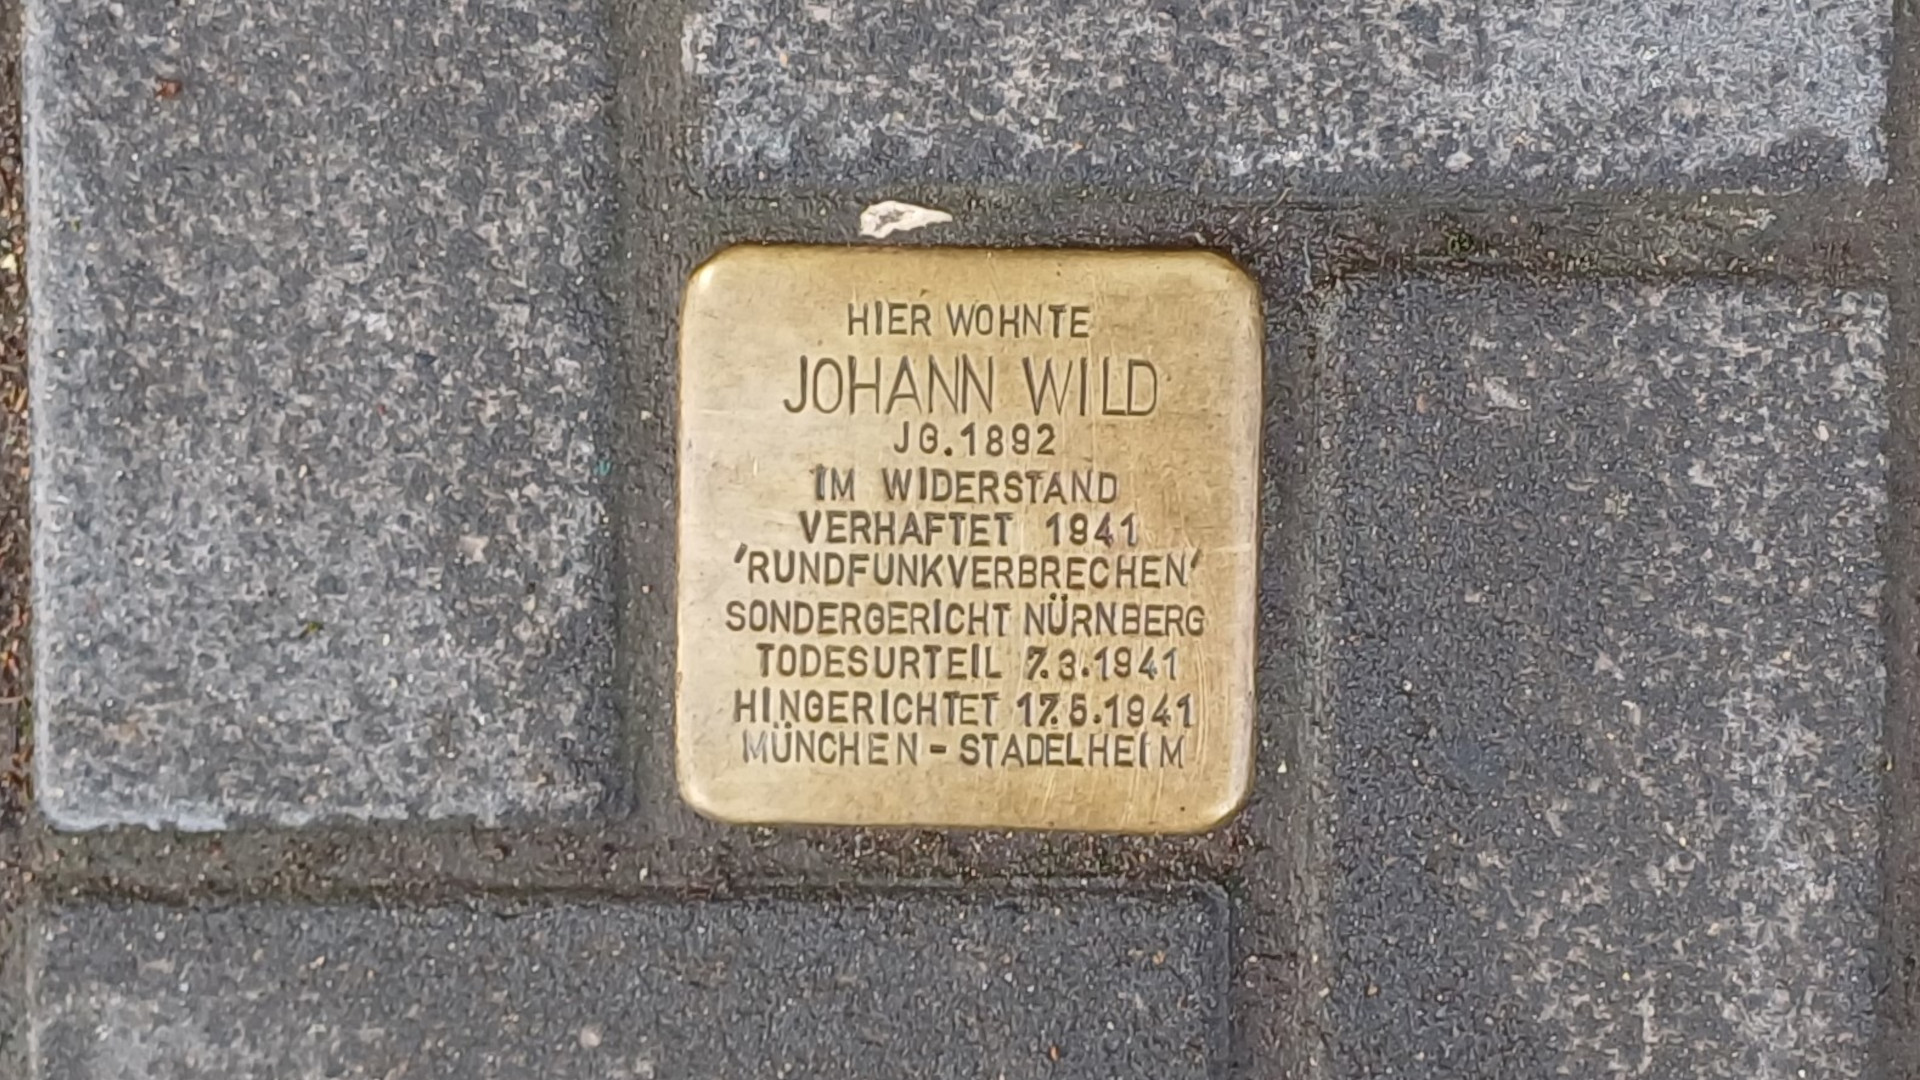 HIER WOHNTE
JOHANN WILD
JG.1892
IM WIDERSTAND
VERHAFTET 1941
'RUNDFUNKVERBRECHEN'
SONDERGERICHT NÜRNBERG
TODESURTEIL 7.3.1941
HINGERICHTET 17.5.1941
MÜNCHEN - STADELHEIM